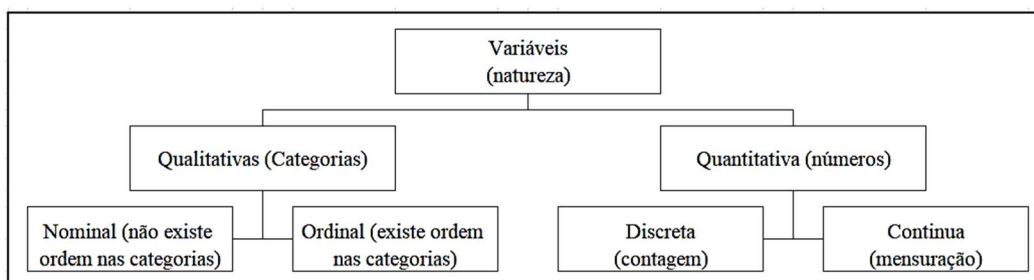 Variáveis
(natureza)
Qualitativas (Categorias)
Quantitativa (números)
Nominal (não existe
ordem nas categorias)
Ordinal (existe ordem
nas categorias)
Discreta
(contagem)
Continua
(mensuração)